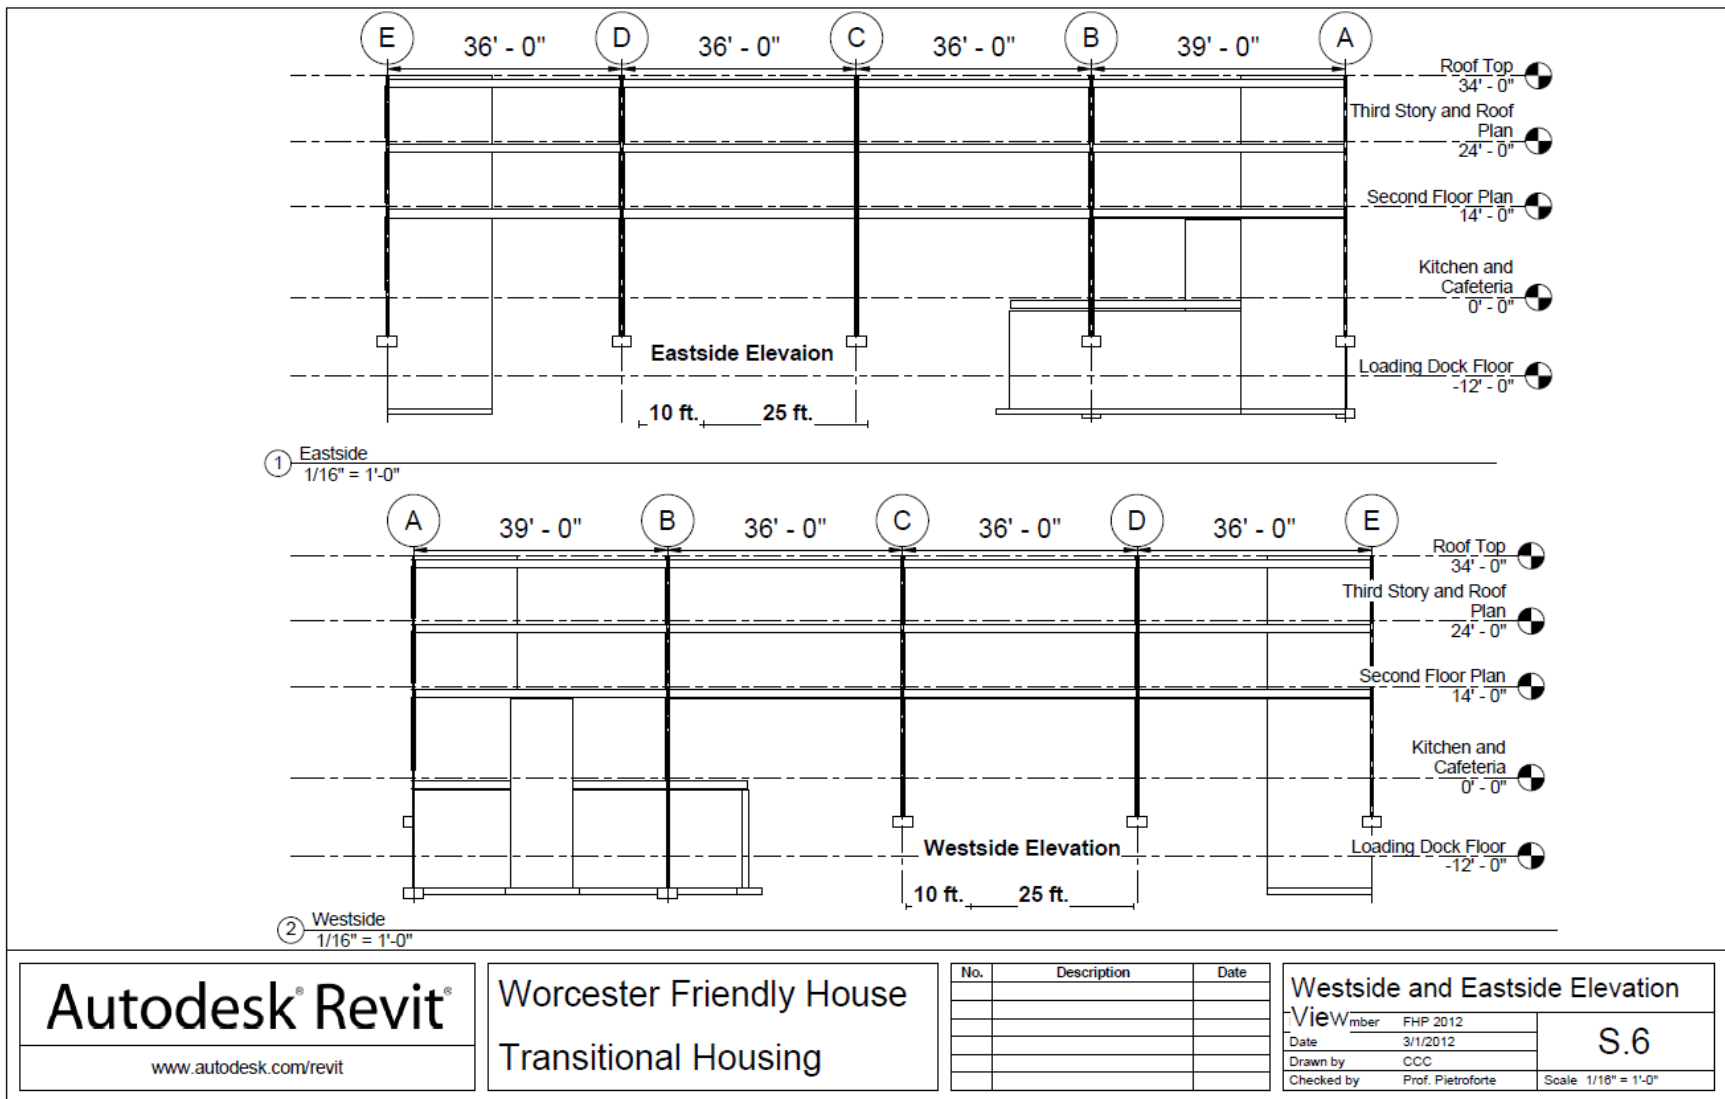 E 36' - 0" D 36' - 0" C 36' - 0" B 39' - 0" A
Roof Top
34' - 0"
Third Story and Roof
Plan
24' - 0"
Second Floor Plan
14' - 0"
Kitchen and
Cafeteria
0' - 0"
Eastside Elevaion
Loading Dock Floor
-12' - 0"
10 ft. 25 ft.
1 Eastside
1/16" = 1'-0"
A 39' - 0" B 36' - 0" C 36' - 0" D 36' - 0" E
Roof Top
34' - 0"
Third Story and Roof
Plan
24' - 0"
Second Floor Plan
14' - 0"
Kitchen and
Cafeteria
0' - 0"
Westside Elevation
Loading Dock Floor
-12' - 0"
10 ft. 25 ft.
2 Westside
1/16" = 1'-0"
Autodesk® Revit®
www.autodesk.com/revit
Worcester Friendly House
Transitional Housing
No. Description Date
Westside and Eastside Elevation
View
mber FHP 2012
Date 3/1/2012
Drawn by CCC
Checked by Prof. Pietroforte
S.6
Scale 1/16" = 1'-0"